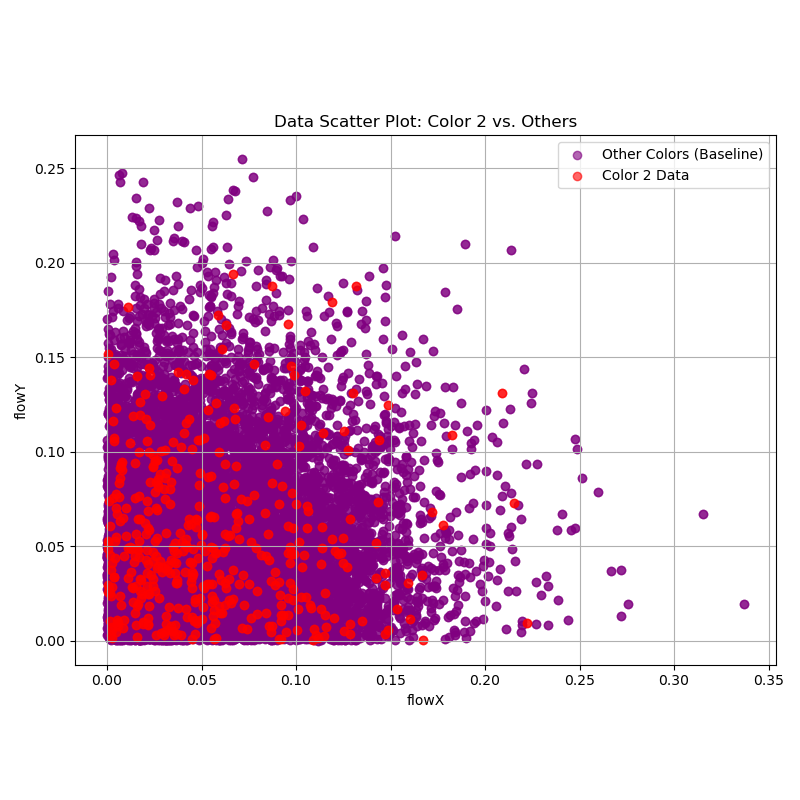 Data Scatter Plot: Color 2 vs. Others
Other Colors (Baseline)
Color 2 Data
flowY
0.25
0.20
0.15
0.10
0.05
0.00
0.00 0.05 0.10 0.15 0.20 0.25 0.30 0.35
flowX